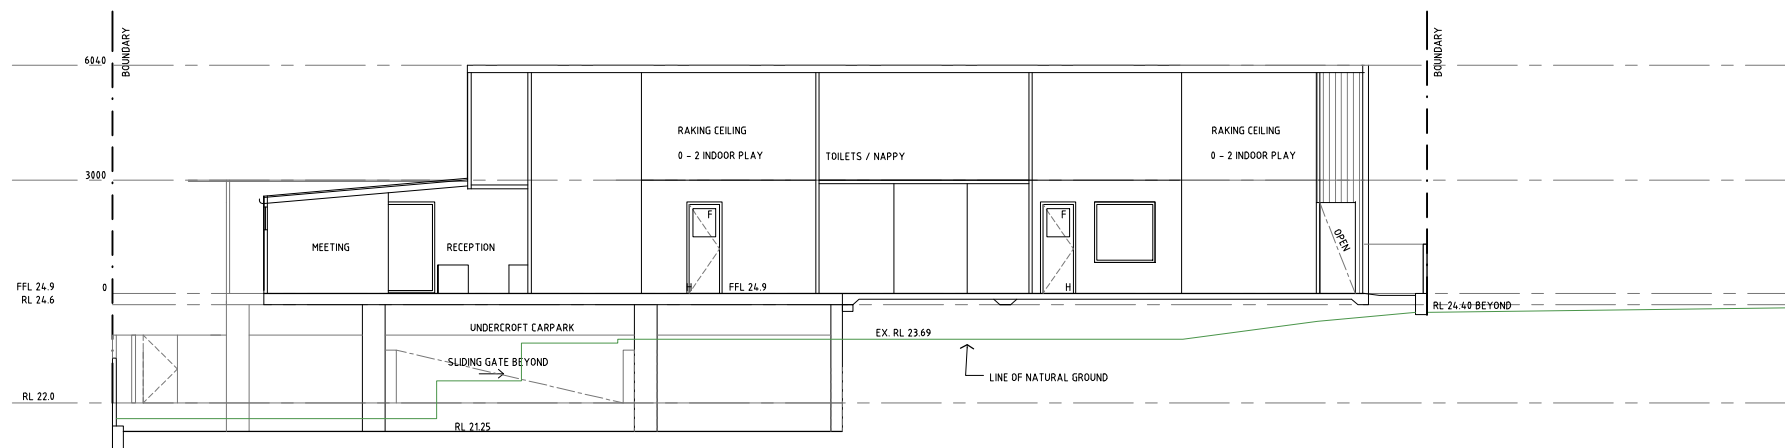 BOUNDARY
BOUNDARY
6040
RAKING CEILING
RAKING CEILING
0 - 2 INDOOR PLAY
TOILETS / NAPPY
0 - 2 INDOOR PLAY
3000
F
F
MEETING
RECEPTION
OPEN
FFL 24.9
0
H
FFL 24.9
H
RL 24.6
RL 24.40 BEYOND
UNDERCROFT CARPARK
EX. RL 23.69
SLIDING GATE BEYOND
LINE OF NATURAL GROUND
RL 22.0
RL 21.25